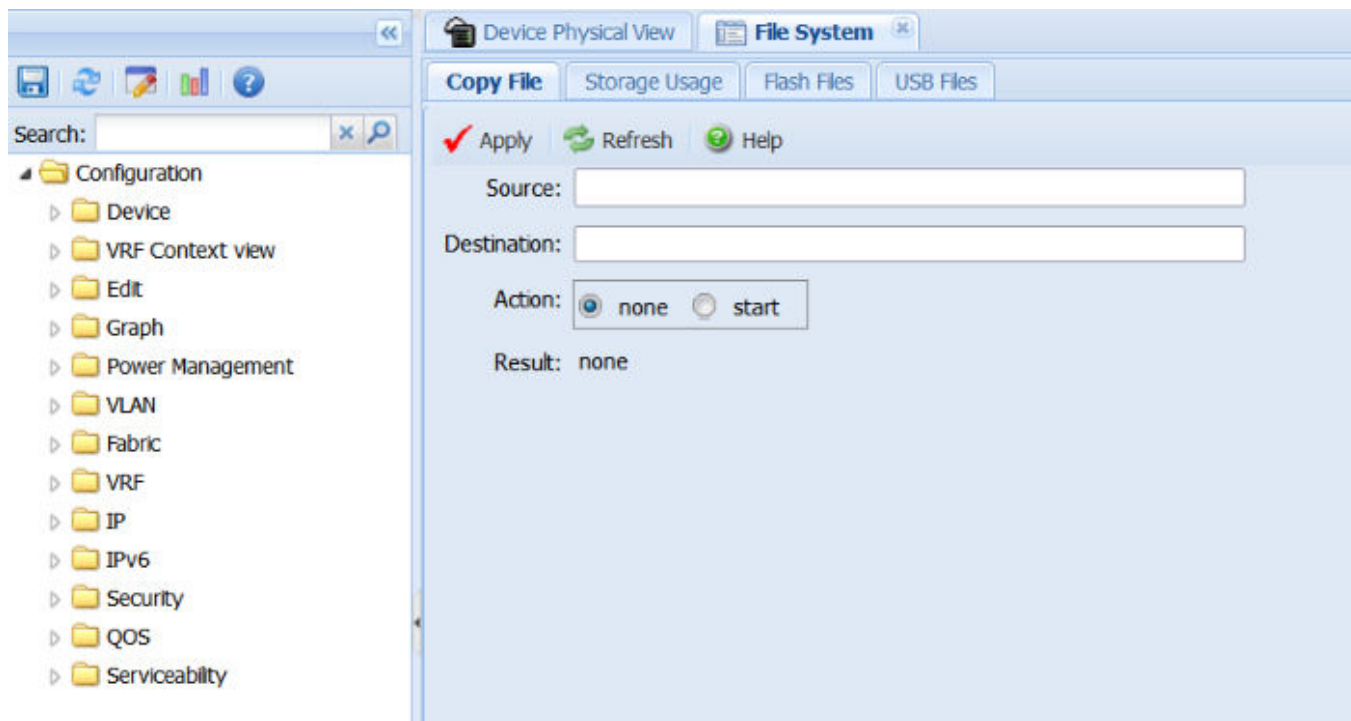 Device Physical View
File System
Copy File
Storage Usage
Flash Files
USB Files
Search:
Apply
Refresh
Help
Configuration
Device
VRF Context view
Edit
Graph
Power Management
VLAN
Fabric
VRF
IP
IPv6
Security
QOS
Serviceability
Source:
Destination:
Action:
none
start
Result: none